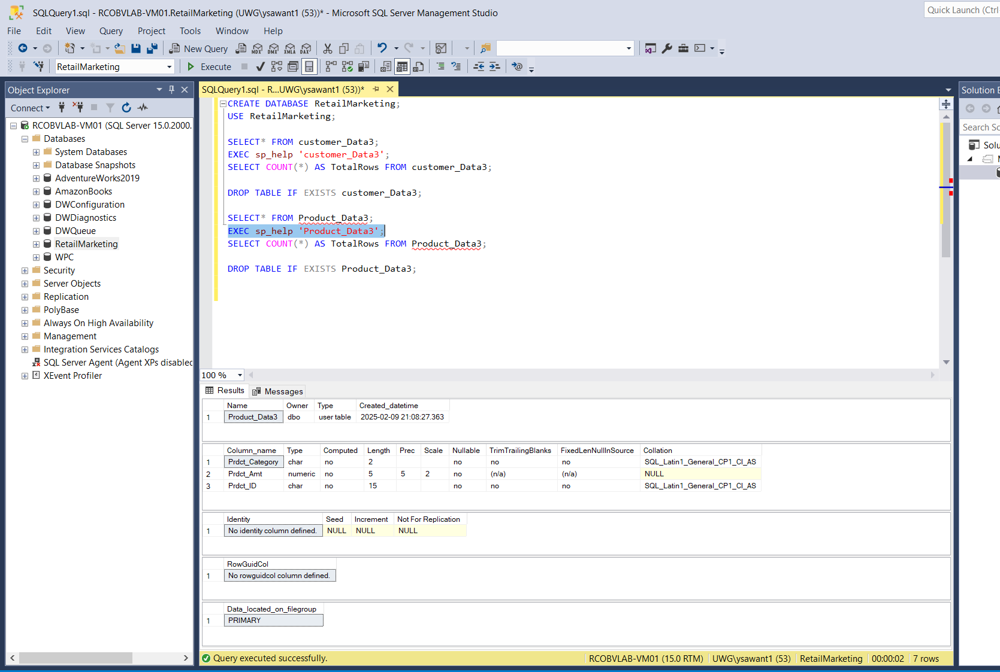 SQLQuery1.sql - RCOBVLAB-VM01.RetailMarketing (UWG\ysawant1 (53))* - Microsoft SQL Server Management Studio
Quick Launch (Ctrl
File Edit View Query Project Tools Window Help
New Query MDX DMX XMLA DAX
RetailMarketing Execute
Object Explorer
Connect
RCOBVLAB-VM01 (SQL Server 15.0.2000.
Databases
System Databases
Database Snapshots
AdventureWorks2019
AmazonBooks
DWConfiguration
DWDiagnostics
DWQueue
RetailMarketing
WPC
Security
Server Objects
Replication
PolyBase
Always On High Availability
Management
Integration Services Catalogs
SQL Server Agent (Agent XPs disabled
XEvent Profiler
SQLQuery1.sql - R...UWG\ysawant1 (53))*
CREATE DATABASE RetailMarketing;
USE RetailMarketing;
SELECT* FROM customer_Data3;
EXEC sp_help 'customer_Data3';
SELECT COUNT(*) AS TotalRows FROM customer_Data3;
DROP TABLE IF EXISTS customer_Data3;
SELECT* FROM Product_Data3;
EXEC sp_help 'Product_Data3';
SELECT COUNT(*) AS TotalRows FROM Product_Data3;
DROP TABLE IF EXISTS Product_Data3;
100 %
Results Messages
Name Owner Type Created_datetime
1 Product_Data3 dbo user table 2025-02-09 21:08:27.363
Column_name Type Computed Length Prec Scale Nullable TrimTrailingBlanks FixedLenNullInSource Collation
1 Prdct_Category char no 2 no no no SQL_Latin1_General_CP1_CI_AS
2 Prdct_Amt numeric no 5 5 2 no (n/a) (n/a) NULL
3 Prdct_ID char no 15 no no no SQL_Latin1_General_CP1_CI_AS
Identity Seed Increment Not For Replication
1 No identity column defined. NULL NULL NULL
RowGuidCol
1 No rowguidcol column defined.
Data_located_on_filegroup
1 PRIMARY
Query executed successfully. RCOBVLAB-VM01 (15.0 RTM) UWG\ysawant1 (53) RetailMarketing 00:00:02 7 rows
Solution E
Search So
Solu